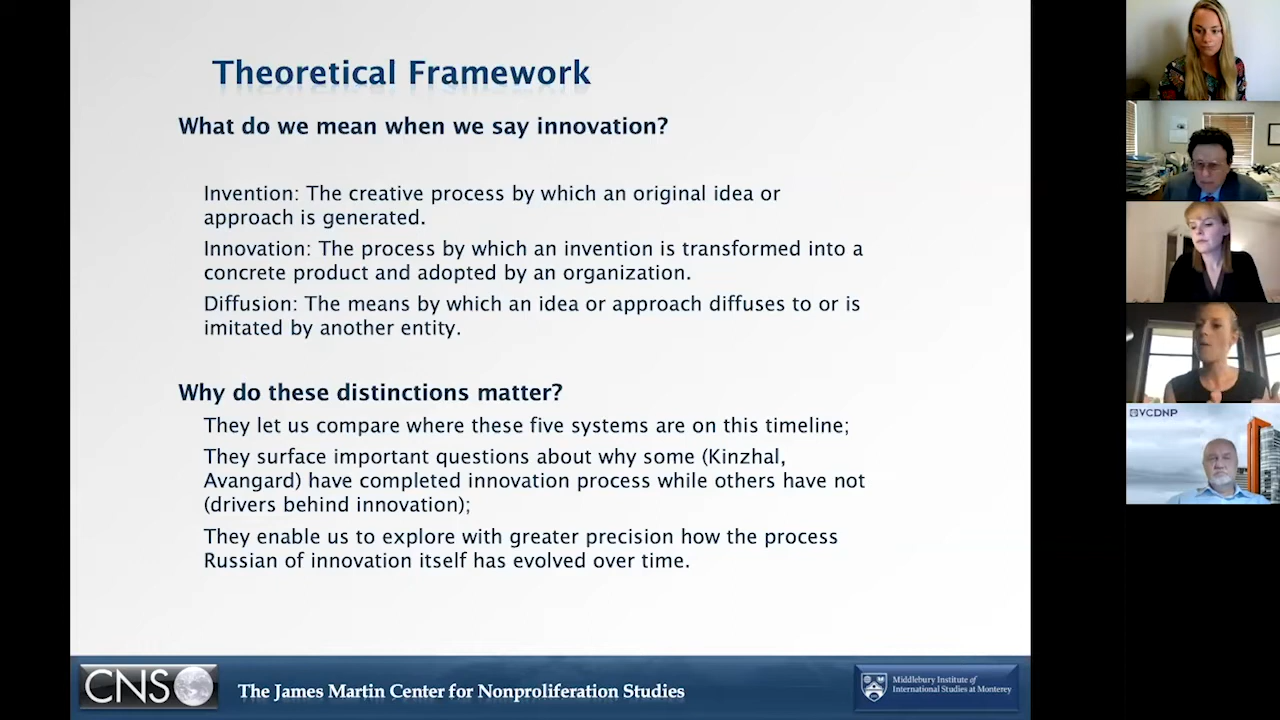 Theoretical Framework
What do we mean when we say innovation?
Invention: The creative process by which an original idea or
approach is generated.
Innovation: The process by which an invention is transformed into a
concrete product and adopted by an organization.
Diffusion: The means by which an idea or approach diffuses to or is
imitated by another entity.
Why do these distinctions matter?
They let us compare where these five systems are on this timeline;
They surface important questions about why some (Kinzhal,
Avangard) have completed innovation process while others have not
(drivers behind innovation);
They enable us to explore with greater precision how the process
Russian of innovation itself has evolved over time.
CNS
The James Martin Center for Nonproliferation Studies
Middlebury Institute of
International Studies at Monterey
VCDNP